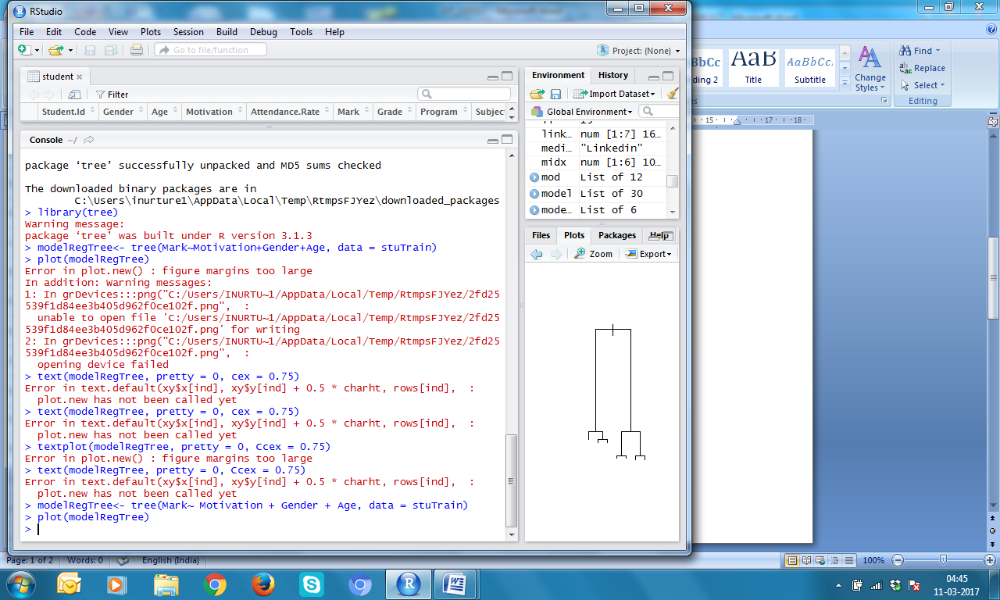 RStudio
File Edit Code View Plots Session Build Debug Tools Help
Go to file/function
Project: (None)
student
Filter
Student.Id Gender Age Motivation Attendance.Rate Mark Grade Program Subjec
Console ~/
package ‘tree’ successfully unpacked and MD5 sums checked
The downloaded binary packages are in
C:\Users\inurture1\AppData\Local\Temp\RtmpsFJYez\downloaded_packages
> library(tree)
Warning message:
package ‘tree’ was built under R version 3.1.3
> modelRegTree<- tree(Mark~Motivation+Gender+Age, data = stuTrain)
> plot(modelRegTree)
Error in plot.new() : figure margins too large
In addition: Warning messages:
1: In grDevices:::png("C:/Users/INURTU~1/AppData/Local/Temp/RtmpsFJYez/2fd25
539f1d84ee3b405d962f0ce102f.png", :
unable to open file 'C:/Users/INURTU~1/AppData/Local/Temp/RtmpsFJYez/2fd25
539f1d84ee3b405d962f0ce102f.png' for writing
2: In grDevices:::png("C:/Users/INURTU~1/AppData/Local/Temp/RtmpsFJYez/2fd25
539f1d84ee3b405d962f0ce102f.png", :
opening device failed
> text(modelRegTree, pretty = 0, cex = 0.75)
Error in text.default(xy$x[ind], xy$y[ind] + 0.5 * charht, rows[ind], :
plot.new has not been called yet
> text(modelRegTree, pretty = 0, cex = 0.75)
Error in text.default(xy$x[ind], xy$y[ind] + 0.5 * charht, rows[ind], :
plot.new has not been called yet
> textplot(modelRegTree, pretty = 0, Ccex = 0.75)
Error in plot.new() : figure margins too large
> text(modelRegTree, pretty = 0, Ccex = 0.75)
Error in text.default(xy$x[ind], xy$y[ind] + 0.5 * charht, rows[ind], :
plot.new has not been called yet
> modelRegTree<- tree(Mark~ Motivation + Gender + Age, data = stuTrain)
> plot(modelRegTree)
>
Environment History
Import Dataset
Global Environment
link… num [1:7] 16…
medi… "Linkedin"
midx num [1:6] 10…
mod List of 12
model List of 30
mode… List of 6
Files Plots Packages Help
Zoom Export
bCc AaB AaBbCc.
ding 2 Title Subtitle
Change
Styles
Find
Replace
Select
Editing
15 17 18
Page: 1 of 2 Words: 0 English (India)
100%
04:45
11-03-2017